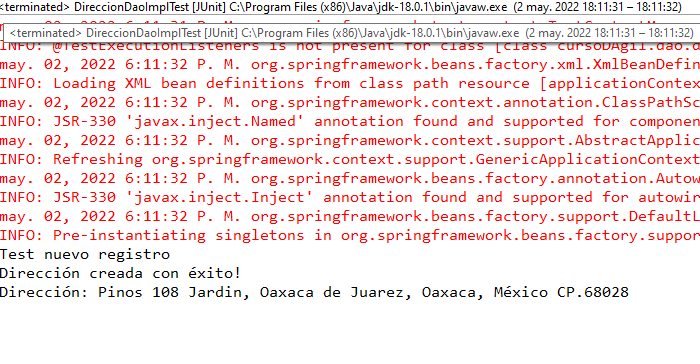 <terminated> DireccionDaoImplTest [JUnit] C:\Program Files (x86)\Java\jdk-18.0.1\bin\javaw.exe (2 may. 2022 18:11:31 – 18:11:32)
<terminated> DireccionDaoImplTest [JUnit] C:\Program Files (x86)\Java\jdk-18.0.1\bin\javaw.exe (2 may. 2022 18:11:31 – 18:11:32)
INFO: @TestExecutionListeners is not present for class [class cursoDAgil.dao.d
may. 02, 2022 6:11:32 P. M. org.springframework.beans.factory.xml.XmlBeanDefin
INFO: Loading XML bean definitions from class path resource [applicationContex
may. 02, 2022 6:11:32 P. M. org.springframework.context.annotation.ClassPathSc
INFO: JSR-330 'javax.inject.Named' annotation found and supported for componen
may. 02, 2022 6:11:32 P. M. org.springframework.context.support.AbstractApplic
INFO: Refreshing org.springframework.context.support.GenericApplicationContext
may. 02, 2022 6:11:32 P. M. org.springframework.beans.factory.annotation.Autow
INFO: JSR-330 'javax.inject.Inject' annotation found and supported for autowir
may. 02, 2022 6:11:32 P. M. org.springframework.beans.factory.support.DefaultL
INFO: Pre-instantiating singletons in org.springframework.beans.factory.suppor
Test nuevo registro
Dirección creada con éxito!
Dirección: Pinos 108 Jardin, Oaxaca de Juarez, Oaxaca, México CP.68028